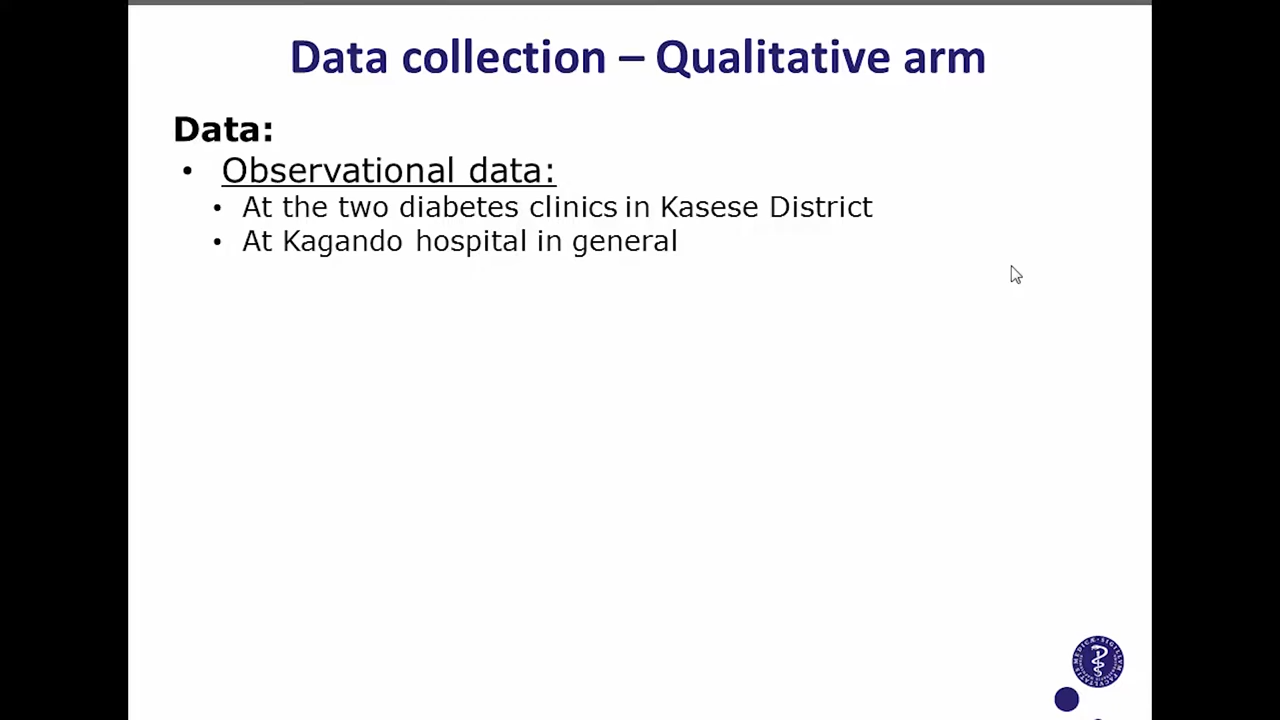 Data collection – Qualitative arm
Data:
• Observational data:
• At the two diabetes clinics in Kasese District
• At Kagando hospital in general